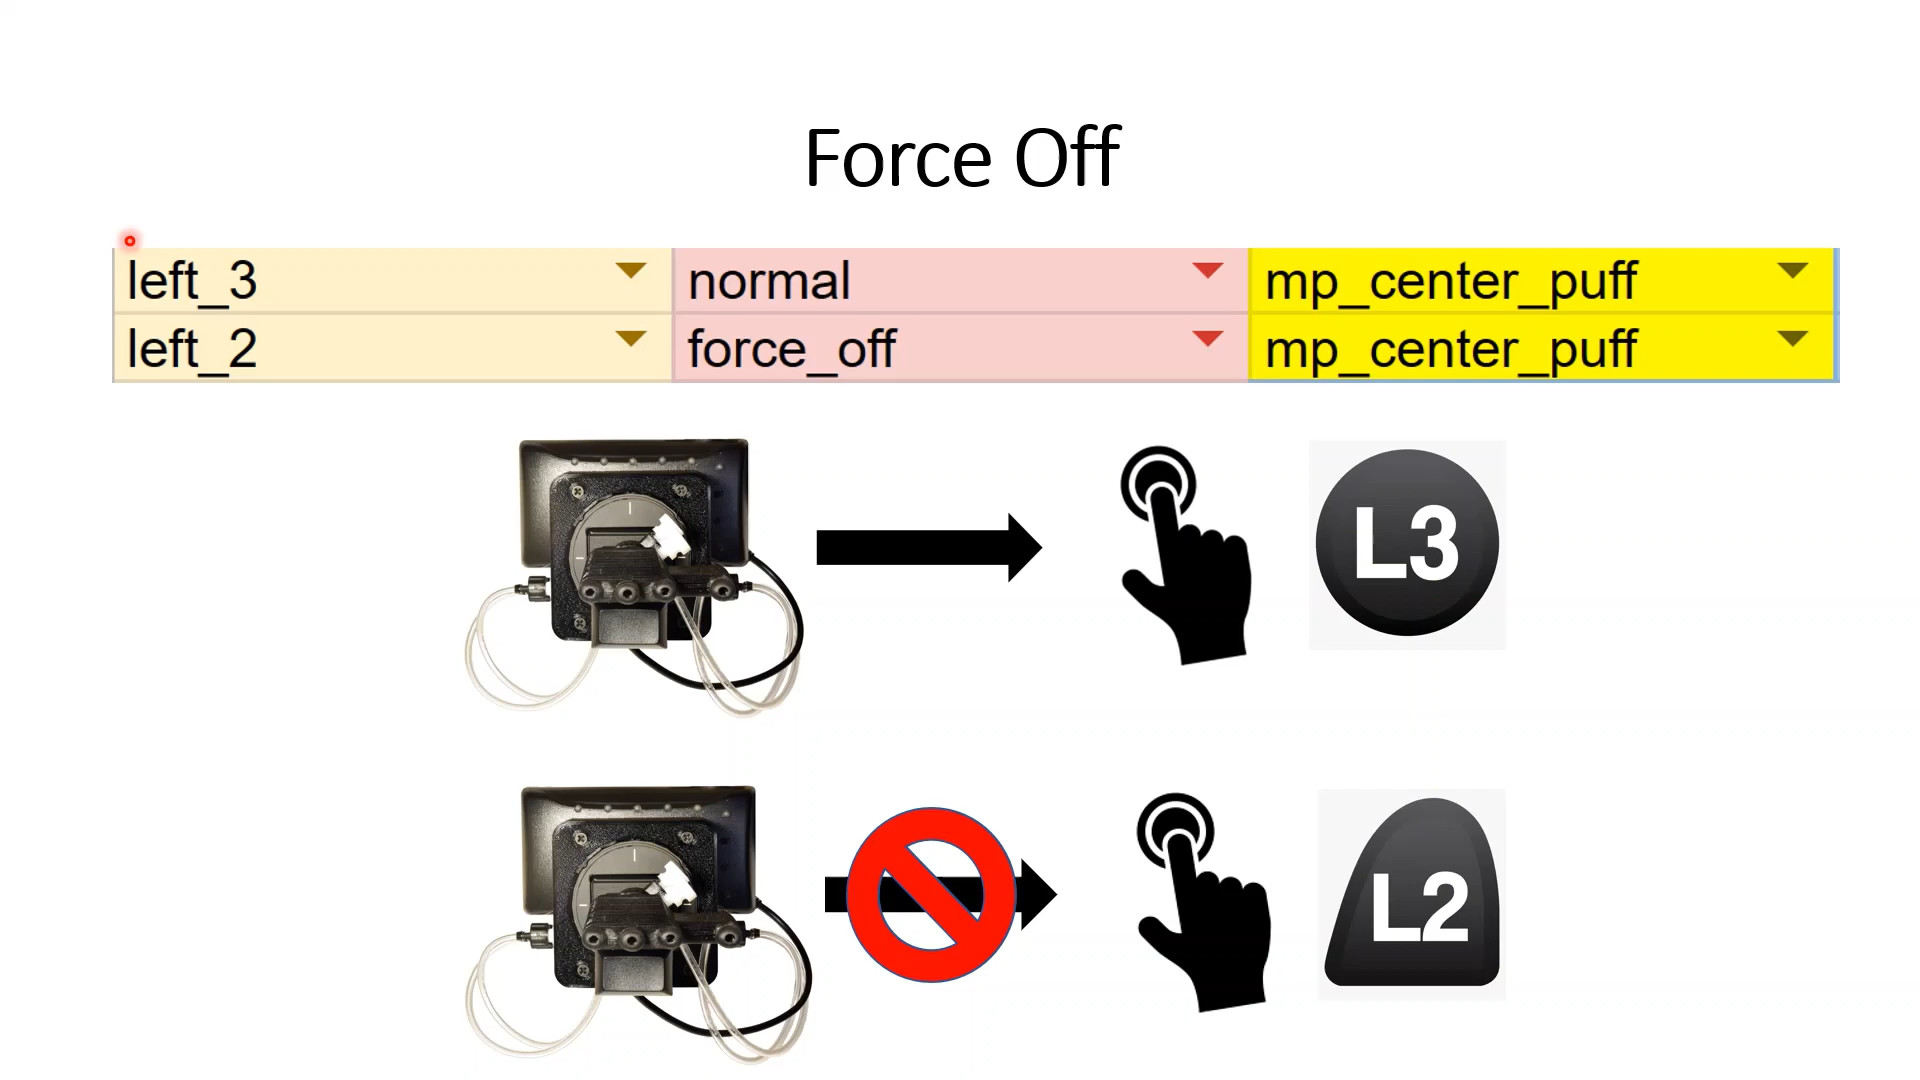 Force Off
left_3 normal mp_center_puff
left_2 force_off mp_center_puff
L3
L2